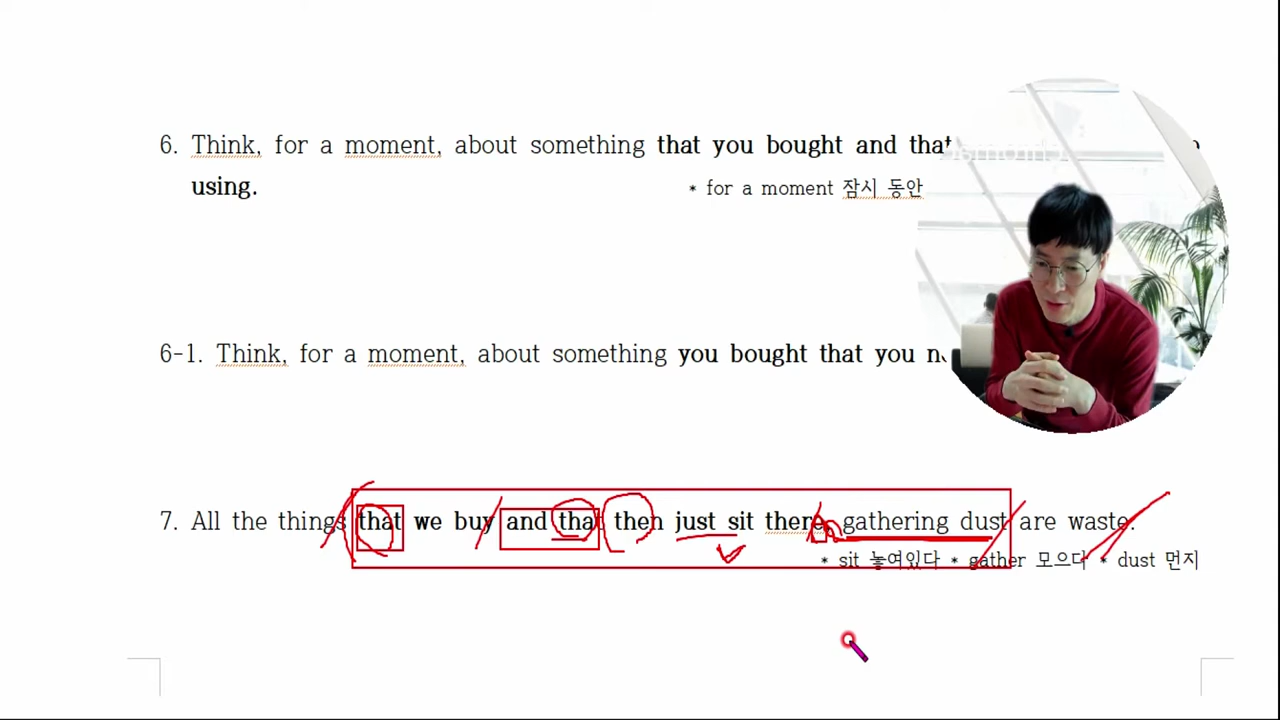 6. Think, for a moment, about something that you bought and that
using.
* for a moment 잠시 동안
6-1. Think, for a moment, about something you bought that you
7. All the things that we buy and that then just sit there gathering dust are waste.
* sit 놓여있다 * gather 모으다 * dust 먼지